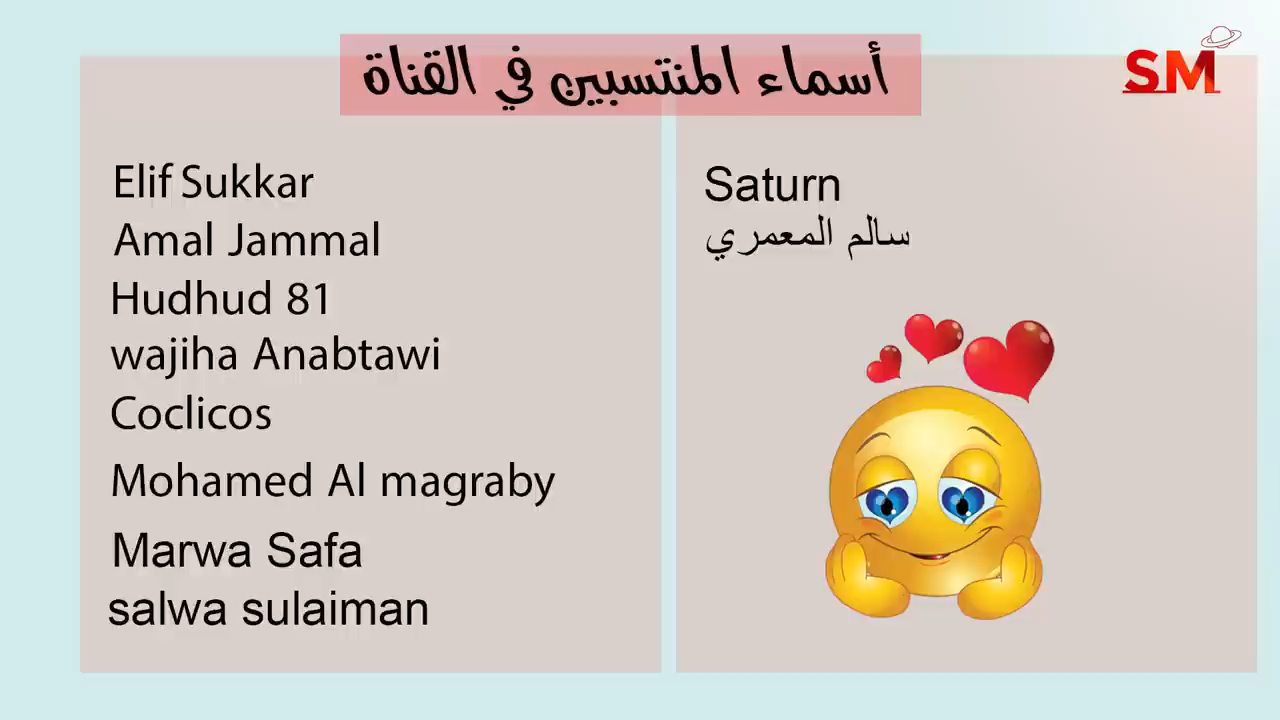 أسماء المنتسبين في القناة
SM
Elif Sukkar
Amal Jammal
Hudhud 81
wajiha Anabtawi
Coclicos
Mohamed Al magraby
Marwa Safa
salwa sulaiman
Saturn
سالم المعمري